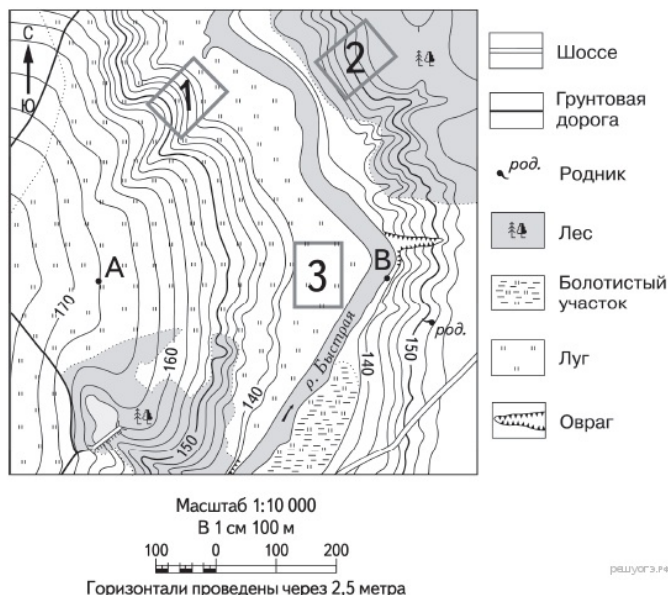 С
Ю
1
2
3
А
В
170
160
150
140
140
150
р. Быстрая
род.
Шоссе
Грунтовая
дорога
род.
Родник
Лес
Болотистый
участок
Луг
Овраг
Масштаб 1:10 000
В 1 см 100 м
100 0 100 200
Горизонтали проведены через 2,5 метра
решуогэ.рф